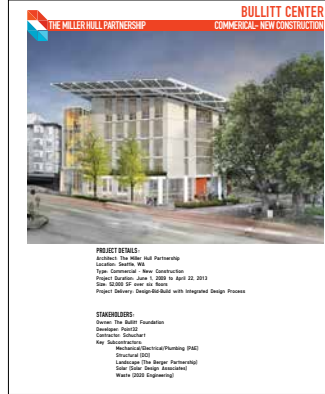 BULLITT CENTER
THE MILLER HULL PARTNERSHIP
COMMERICAL- NEW CONSTRUCTION
PROJECT DETAILS:
Architect: The Miller Hull Partnership
Location: Seattle, WA
Type: Commercial - New Construction
Project Duration: June 1, 2009 to April 22, 2013
Size: 52,000 SF over six floors
Project Delivery: Design-Bid-Build with Integrated Design Process
STAKEHOLDERS:
Owner: The Bullitt Foundation
Developer: Point32
Contractor: Schuchart
Key Subcontractors:
Mechanical/Electrical/Plumbing (PAE)
Structural (DCI)
Landscape (The Berger Partnership)
Solar (Solar Design Associates)
Waste (2020 Engineering)